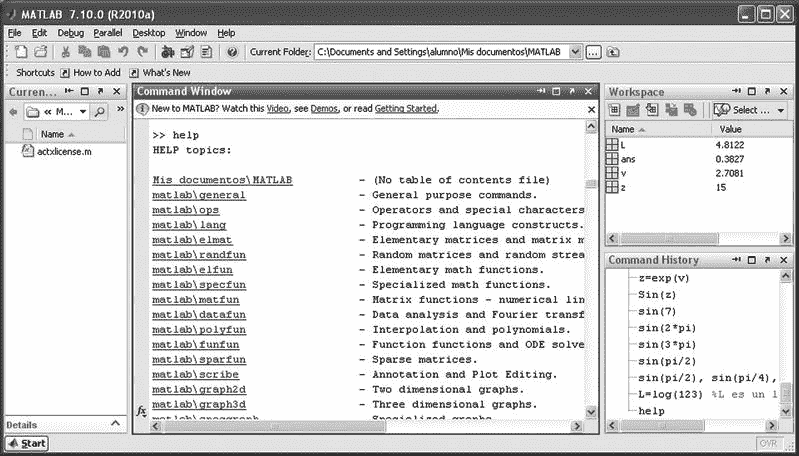 MATLAB 7.10.0 (R2010a)
File Edit Debug Parallel Desktop Window Help
Current Folder: C:\Documents and Settings\alumno\Mis documentos\MATLAB
Shortcuts How to Add What's New
Curren...
« M...
Name
actxlicense.m
Details
Command Window
New to MATLAB? Watch this Video, see Demos, or read Getting Started.
>> help
HELP topics:
Mis documentos\MATLAB - (No table of contents file)
matlab\general - General purpose commands.
matlab\ops - Operators and special characters
matlab\lang - Programming language constructs.
matlab\elmat - Elementary matrices and matrix m
matlab\randfun - Random matrices and random strea
matlab\elfun - Elementary math functions.
matlab\specfun - Specialized math functions.
matlab\matfun - Matrix functions - numerical lin
matlab\datafun - Data analysis and Fourier transf
matlab\polyfun - Interpolation and polynomials.
matlab\funfun - Function functions and ODE solve
matlab\sparfun - Sparse matrices.
matlab\scribe - Annotation and Plot Editing.
matlab\graph2d - Two dimensional graphs.
matlab\graph3d - Three dimensional graphs.
fx
Workspace
Select ...
Name Value
L 4.8122
ans 0.3827
v 2.7081
z 15
Command History
z=exp(v)
Sin(z)
sin(7)
sin(2*pi)
sin(3*pi)
sin(pi/2)
sin(pi/2), sin(pi/4),
L=log(123) %L es un l
help
Start
OVR